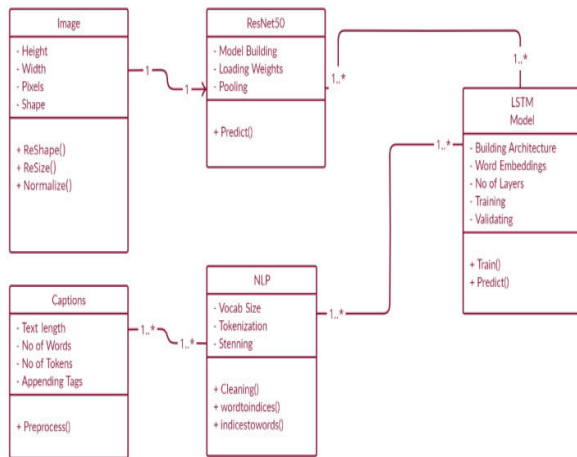 Image
- Height
- Width
- Pixels
- Shape
+ ReShape()
+ ReSize()
+ Normalize()
1
1
ResNet50
- Model Building
- Loading Weights
- Pooling
+ Predict()
1..*
1..*
LSTM
Model
- Building Architecture
- Word Embeddings
- No of Layers
- Training
- Validating
+ Train()
+ Predict()
1..*
Captions
- Text length
- No of Words
- No of Tokens
- Appending Tags
+ Preprocess()
1..*
1..*
NLP
- Vocab Size
- Tokenization
- Stenning
+ Cleaning()
+ wordtoindices()
+ indicestowords()
1..*